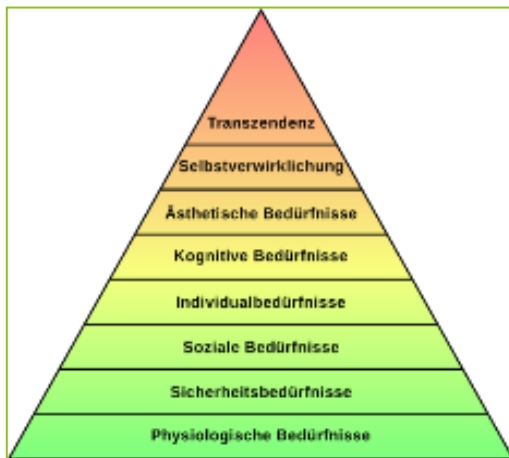 Transzendenz
Selbstverwirklichung
Ästhetische Bedürfnisse
Kognitive Bedürfnisse
Individualbedürfnisse
Soziale Bedürfnisse
Sicherheitsbedürfnisse
Physiologische Bedürfnisse